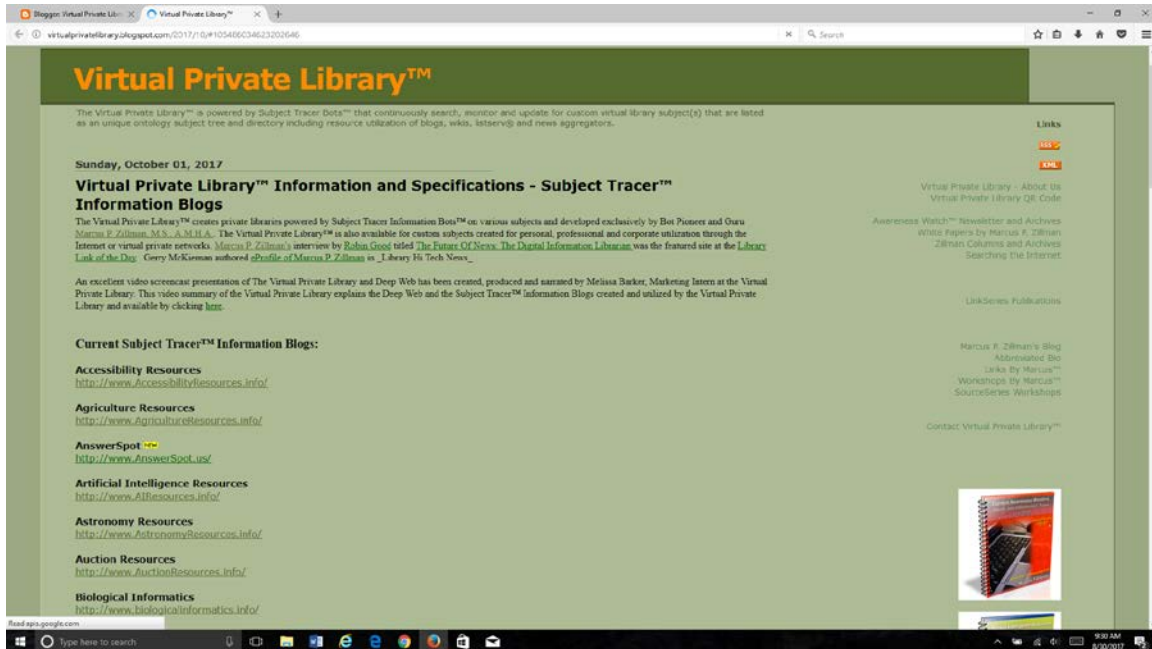 Blogger: Virtual Private Libr
Virtual Private Library™
virtualprivatelibrary.blogspot.com/2017/10/#105486034623202646
Search
Virtual Private Library™
The Virtual Private Library™ is powered by Subject Tracer Bots™ that continuously search, monitor and update for custom virtual library subject(s) that are listed
as an unique ontology subject tree and directory including resource utilization of blogs, wikis, listserv® and news aggregators.
Links
RSS
XML
Sunday, October 01, 2017
Virtual Private Library™ Information and Specifications - Subject Tracer™
Information Blogs
The Virtual Private Library™ creates private libraries powered by Subject Tracer Information Bots™ on various subjects and developed exclusively by Bot Pioneer and Guru
Marcus P. Zillman, M.S., A.M.H.A.. The Virtual Private Library™ is also available for custom subjects created for personal, professional and corporate utilization through the
Internet or virtual private networks. Marcus P. Zillman's interview by Robin Good titled The Future Of News: The Digital Information Librarian was the featured site at the Library
Link of the Day. Gerry McKiernan authored eProfile of Marcus P. Zillman in _Library Hi Tech News_
An excellent video screencast presentation of The Virtual Private Library and Deep Web has been created, produced and narrated by Melissa Barker, Marketing Intern at the Virtual
Private Library. This video summary of the Virtual Private Library explains the Deep Web and the Subject Tracer™ Information Blogs created and utilized by the Virtual Private
Library and available by clicking here.
Current Subject Tracer™ Information Blogs:
Accessibility Resources
http://www.AccessibilityResources.info/
Agriculture Resources
http://www.AgricultureResources.info/
AnswerSpot NEW
http://www.AnswerSpot.us/
Artificial Intelligence Resources
http://www.AIResources.info/
Astronomy Resources
http://www.AstronomyResources.info/
Auction Resources
http://www.AuctionResources.info/
Biological Informatics
http://www.biologicalinformatics.info/
Virtual Private Library - About Us
Virtual Private Library QR Code
Awareness Watch™ Newsletter and Archives
White Papers by Marcus P. Zillman
Zillman Columns and Archives
Searching the Internet
LinkSeries Publications
Marcus P. Zillman's Blog
Abbreviated Bio
Links By Marcus™
Workshops by Marcus™
SourceSeries Workshops
Contact Virtual Private Library™
Read apis.google.com
Type here to search
9:30 AM
8/30/2017